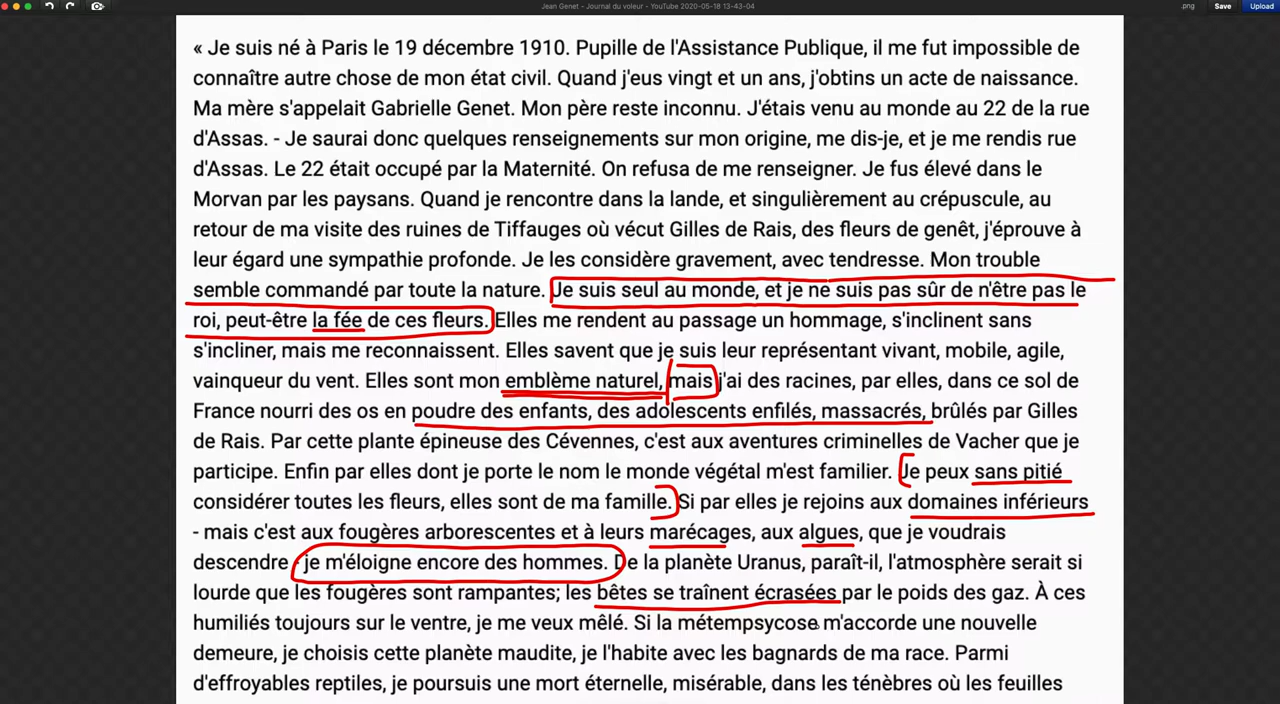 Jean Genet - Journal du voleur - YouTube 2020-05-18 13-43-04
.png
Save
Upload
« Je suis né à Paris le 19 décembre 1910. Pupille de l'Assistance Publique, il me fut impossible de
connaître autre chose de mon état civil. Quand j'eus vingt et un ans, j'obtins un acte de naissance.
Ma mère s'appelait Gabrielle Genet. Mon père reste inconnu. J'étais venu au monde au 22 de la rue
d'Assas. - Je saurai donc quelques renseignements sur mon origine, me dis-je, et je me rendis rue
d'Assas. Le 22 était occupé par la Maternité. On refusa de me renseigner. Je fus élevé dans le
Morvan par les paysans. Quand je rencontre dans la lande, et singulièrement au crépuscule, au
retour de ma visite des ruines de Tiffauges où vécut Gilles de Rais, des fleurs de genêt, j'éprouve à
leur égard une sympathie profonde. Je les considère gravement, avec tendresse. Mon trouble
semble commandé par toute la nature. Je suis seul au monde, et je ne suis pas sûr de n'être pas le
roi, peut-être la fée de ces fleurs. Elles me rendent au passage un hommage, s'inclinent sans
s'incliner, mais me reconnaissent. Elles savent que je suis leur représentant vivant, mobile, agile,
vainqueur du vent. Elles sont mon emblème naturel, mais j'ai des racines, par elles, dans ce sol de
France nourri des os en poudre des enfants, des adolescents enfilés, massacrés, brûlés par Gilles
de Rais. Par cette plante épineuse des Cévennes, c'est aux aventures criminelles de Vacher que je
participe. Enfin par elles dont je porte le nom le monde végétal m'est familier. Je peux sans pitié
considérer toutes les fleurs, elles sont de ma famille. Si par elles je rejoins aux domaines inférieurs
- mais c'est aux fougères arborescentes et à leurs marécages, aux algues, que je voudrais
descendre - je m'éloigne encore des hommes. De la planète Uranus, paraît-il, l'atmosphère serait si
lourde que les fougères sont rampantes; les bêtes se traînent écrasées par le poids des gaz. À ces
humiliés toujours sur le ventre, je me veux mêlé. Si la métempsycose m'accorde une nouvelle
demeure, je choisis cette planète maudite, je l'habite avec les bagnards de ma race. Parmi
d'effroyables reptiles, je poursuis une mort éternelle, misérable, dans les ténèbres où les feuilles